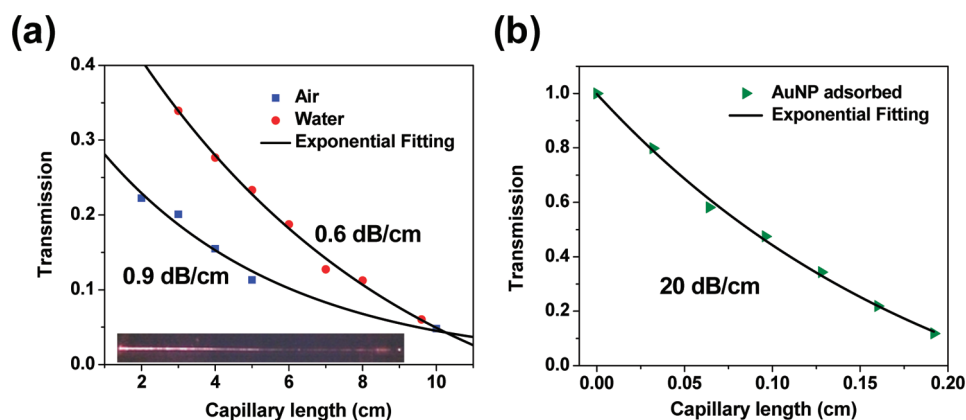 (a)
0.4
0.3
0.2
0.1
0.0
Transmission
Air
Water
Exponential Fitting
0.6 dB/cm
0.9 dB/cm
2
4
6
8
10
Capillary length (cm)
(b)
1.0
0.8
0.6
0.4
0.2
0.0
Transmission
AuNP adsorbed
Exponential Fitting
20 dB/cm
0.00
0.05
0.10
0.15
0.20
Capillary length (cm)